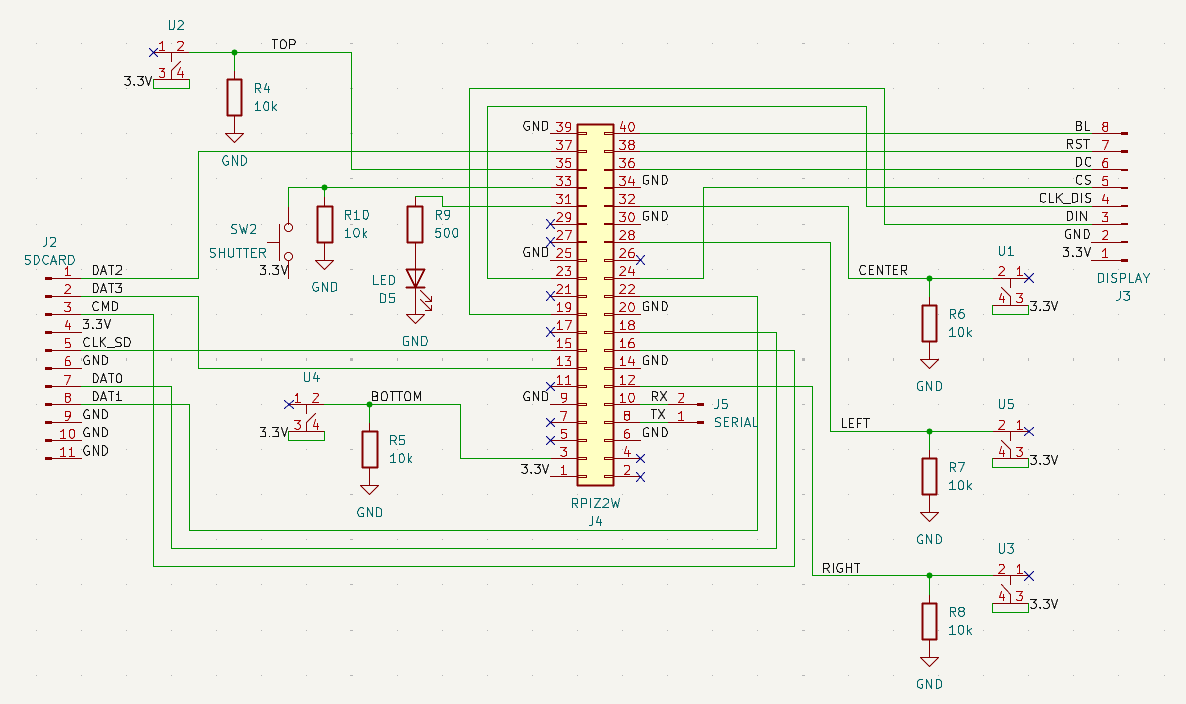 U2
1 2
TOP
3.3V
3 4
R4
10k
GND
GND 39
37
35
33
31
29
27
GND 25
23
21
19
17
15
13
11
GND 9
7
5
3
3.3V 1
40
38
36
34 GND
32
30 GND
28
26
24
22
20 GND
18
16
14 GND
12
10 RX
8 TX
6 GND
4
2
RPIZ2W
J4
BL 8
RST 7
DC 6
CS 5
CLK_DIS 4
DIN 3
GND 2
3.3V 1
DISPLAY
J3
SW2
SHUTTER
3.3V
R10
10k
GND
R9
500
LED
D5
GND
J2
SDCARD
1 DAT2
2 DAT3
3 CMD
4 3.3V
5 CLK_SD
6 GND
7 DAT0
8 DAT1
9 GND
10 GND
11 GND
U4
1 2
BOTTOM
3.3V
3 4
R5
10k
GND
2
1
J5
SERIAL
CENTER
U1
2 1
4 3
3.3V
R6
10k
GND
LEFT
U5
2 1
4 3
3.3V
R7
10k
GND
RIGHT
U3
2 1
4 3
3.3V
R8
10k
GND